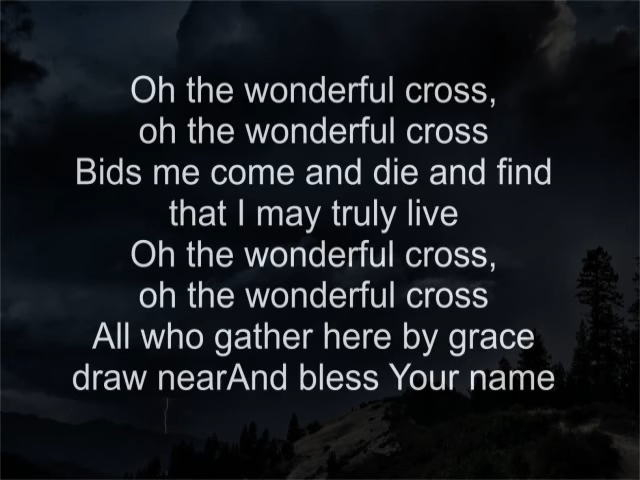 Oh the wonderful cross,
oh the wonderful cross
Bids me come and die and find
that I may truly live
Oh the wonderful cross,
oh the wonderful cross
All who gather here by grace
draw nearAnd bless Your name